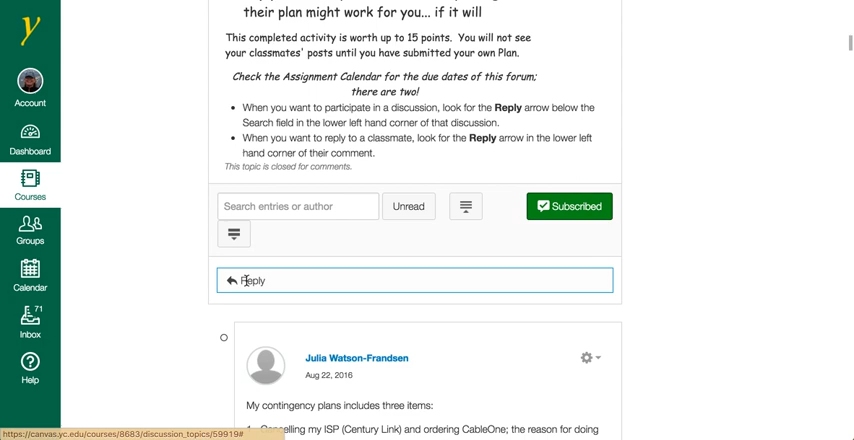 their plan might work for you... if it will
This completed activity is worth up to 15 points. You will not see
your classmates' posts until you have submitted your own Plan.
Check the Assignment Calendar for the due dates of this forum;
there are two!
• When you want to participate in a discussion, look for the Reply arrow below the
Search field in the lower left hand corner of that discussion.
• When you want to reply to a classmate, look for the Reply arrow in the lower left
hand corner of their comment.
This topic is closed for comments.
y
Account
Dashboard
Courses
Groups
Calendar
71
Inbox
Help
Search entries or author
Unread
Subscribed
Reply
Julia Watson-Frandsen
Aug 22, 2016
My contingency plans includes three items:
1. Cancelling my ISP (Century Link) and ordering CableOne; the reason for doing
https://canvas.yc.edu/courses/8683/discussion_topics/59919#